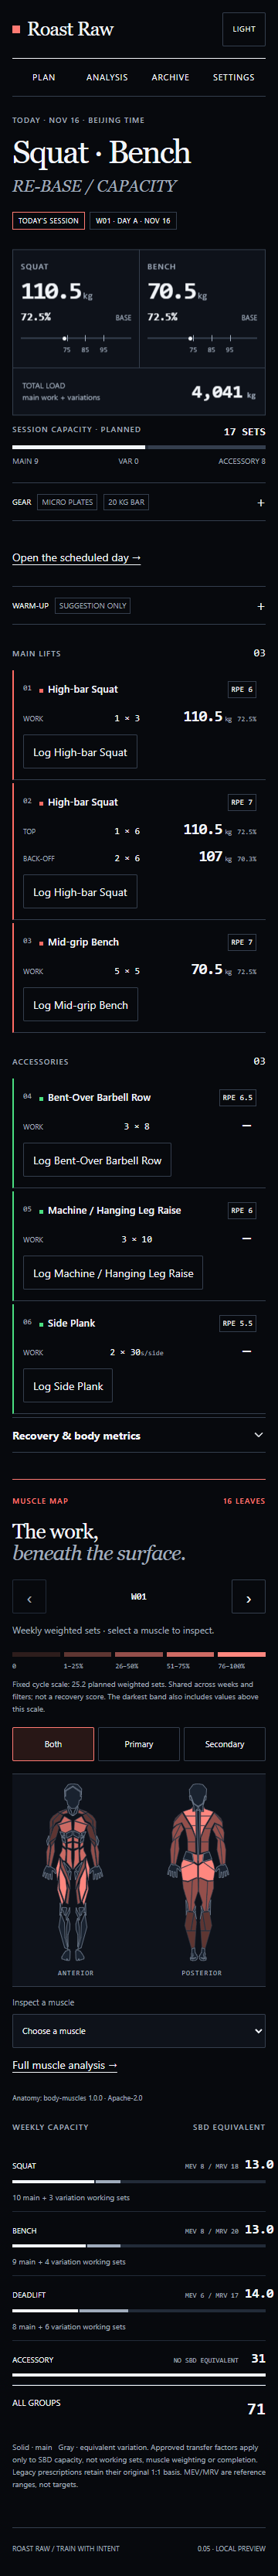 Roast Raw
LIGHT
PLAN ANALYSIS ARCHIVE SETTINGS
TODAY · NOV 16 · BEIJING TIME
Squat · Bench
RE-BASE / CAPACITY
TODAY'S SESSION W01 · DAY A · NOV 16
SQUAT BENCH
110.5 kg 70.5 kg
72.5% BASE 72.5% BASE
75 85 95 75 85 95
TOTAL LOAD
main work + variations
4,041 kg
SESSION CAPACITY · PLANNED 17 SETS
MAIN 9 VAR 0 ACCESSORY 8
GEAR MICRO PLATES 20 KG BAR +
Open the scheduled day →
WARM-UP SUGGESTION ONLY +
MAIN LIFTS 03
01 High-bar Squat RPE 6
WORK 1 × 3 110.5 kg 72.5%
Log High-bar Squat
02 High-bar Squat RPE 7
TOP 1 × 6 110.5 kg 72.5%
BACK-OFF 2 × 6 107 kg 70.3%
Log High-bar Squat
03 Mid-grip Bench RPE 7
WORK 5 × 5 70.5 kg 72.5%
Log Mid-grip Bench
ACCESSORIES 03
04 Bent-Over Barbell Row RPE 6.5
WORK 3 × 8 —
Log Bent-Over Barbell Row
05 Machine / Hanging Leg Raise RPE 6
WORK 3 × 10 —
Log Machine / Hanging Leg Raise
06 Side Plank RPE 5.5
WORK 2 × 30s/side —
Log Side Plank
Recovery & body metrics
MUSCLE MAP 16 LEAVES
The work,
beneath the surface.
‹ W01 ›
Weekly weighted sets · select a muscle to inspect.
0 1–25% 26–50% 51–75% 76–100%
Fixed cycle scale: 25.2 planned weighted sets. Shared across weeks and
filters; not a recovery score. The darkest band also includes values above
this scale.
Both Primary Secondary
ANTERIOR POSTERIOR
Inspect a muscle
Choose a muscle
Full muscle analysis →
Anatomy: body-muscles 1.0.0 · Apache-2.0
WEEKLY CAPACITY SBD EQUIVALENT
SQUAT MEV 8 / MRV 18 13.0
10 main + 3 variation working sets
BENCH MEV 8 / MRV 20 13.0
9 main + 4 variation working sets
DEADLIFT MEV 6 / MRV 17 14.0
8 main + 6 variation working sets
ACCESSORY NO SBD EQUIVALENT 31
ALL GROUPS 71
Solid · main Gray · equivalent variation. Approved transfer factors apply
only to SBD capacity, not working sets, muscle weighting or completion.
Legacy prescriptions retain their original 1:1 basis. MEV/MRV are reference
ranges, not targets.
ROAST RAW / TRAIN WITH INTENT 0.05 · LOCAL PREVIEW